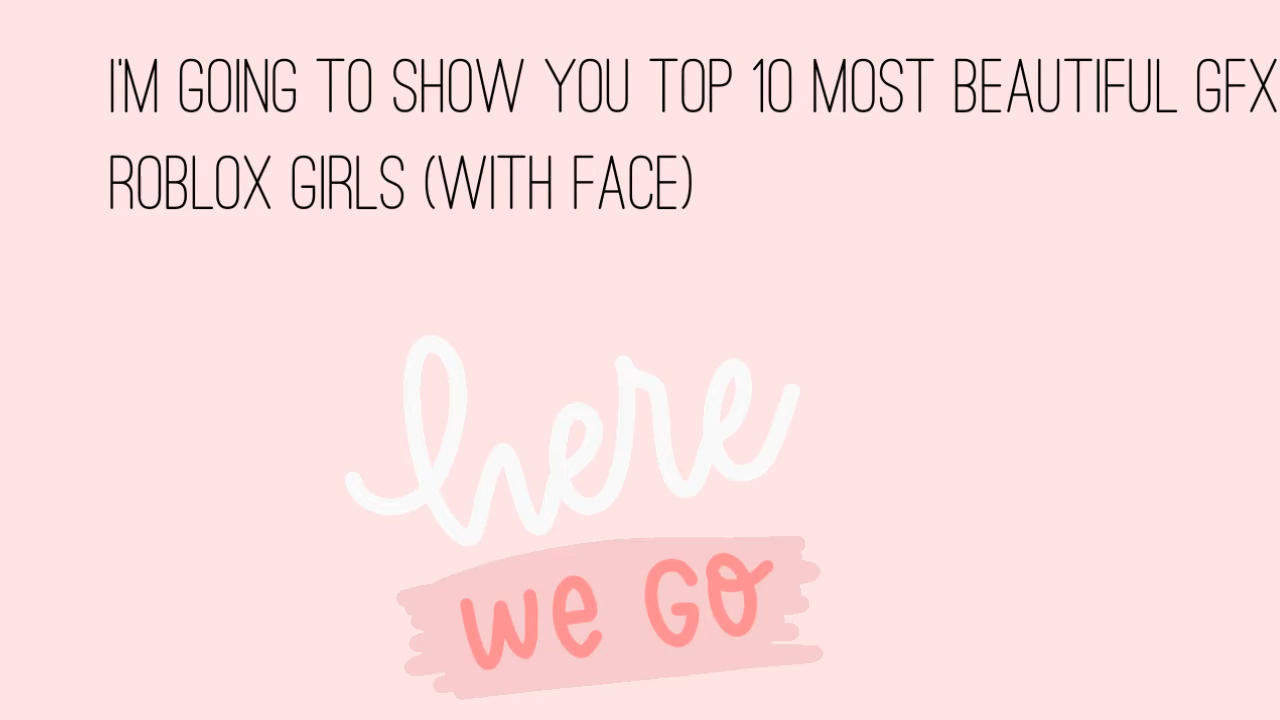 I'M GOING TO SHOW YOU TOP 10 MOST BEAUTIFUL GFX
ROBLOX GIRLS (WITH FACE)
here
we GO